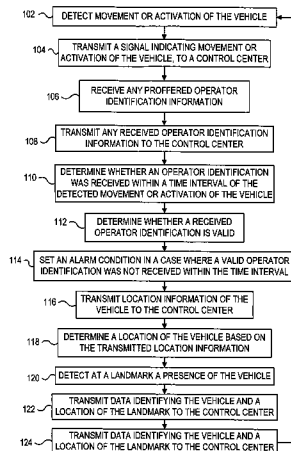 102
DETECT MOVEMENT OR ACTIVATION OF THE VEHICLE
104
TRANSMIT A SIGNAL INDICATING MOVEMENT OR
ACTIVATION OF THE VEHICLE, TO A CONTROL CENTER
106
RECEIVE ANY PROFFERED OPERATOR
IDENTIFICATION INFORMATION
108
TRANSMIT ANY RECEIVED OPERATOR IDENTIFICATION
INFORMATION TO THE CONTROL CENTER
110
DETERMINE WHETHER AN OPERATOR IDENTIFICATION
WAS RECEIVED WITHIN A TIME INTERVAL OF THE
DETECTED MOVEMENT OR ACTIVATION OF THE VEHICLE
112
DETERMINE WHETHER A RECEIVED
OPERATOR IDENTIFICATION IS VALID
114
SET AN ALARM CONDITION IN A CASE WHERE A VALID OPERATOR
IDENTIFICATION WAS NOT RECEIVED WITHIN THE TIME INTERVAL
116
TRANSMIT LOCATION INFORMATION OF THE
VEHICLE TO THE CONTROL CENTER
118
DETERMINE A LOCATION OF THE VEHICLE BASED ON
THE TRANSMITTED LOCATION INFORMATION
120
DETECT AT A LANDMARK A PRESENCE OF THE VEHICLE
122
TRANSMIT DATA IDENTIFYING THE VEHICLE AND A
LOCATION OF THE LANDMARK TO THE CONTROL CENTER
124
TRANSMIT DATA IDENTIFYING THE VEHICLE AND A
LOCATION OF THE LANDMARK TO THE CONTROL CENTER